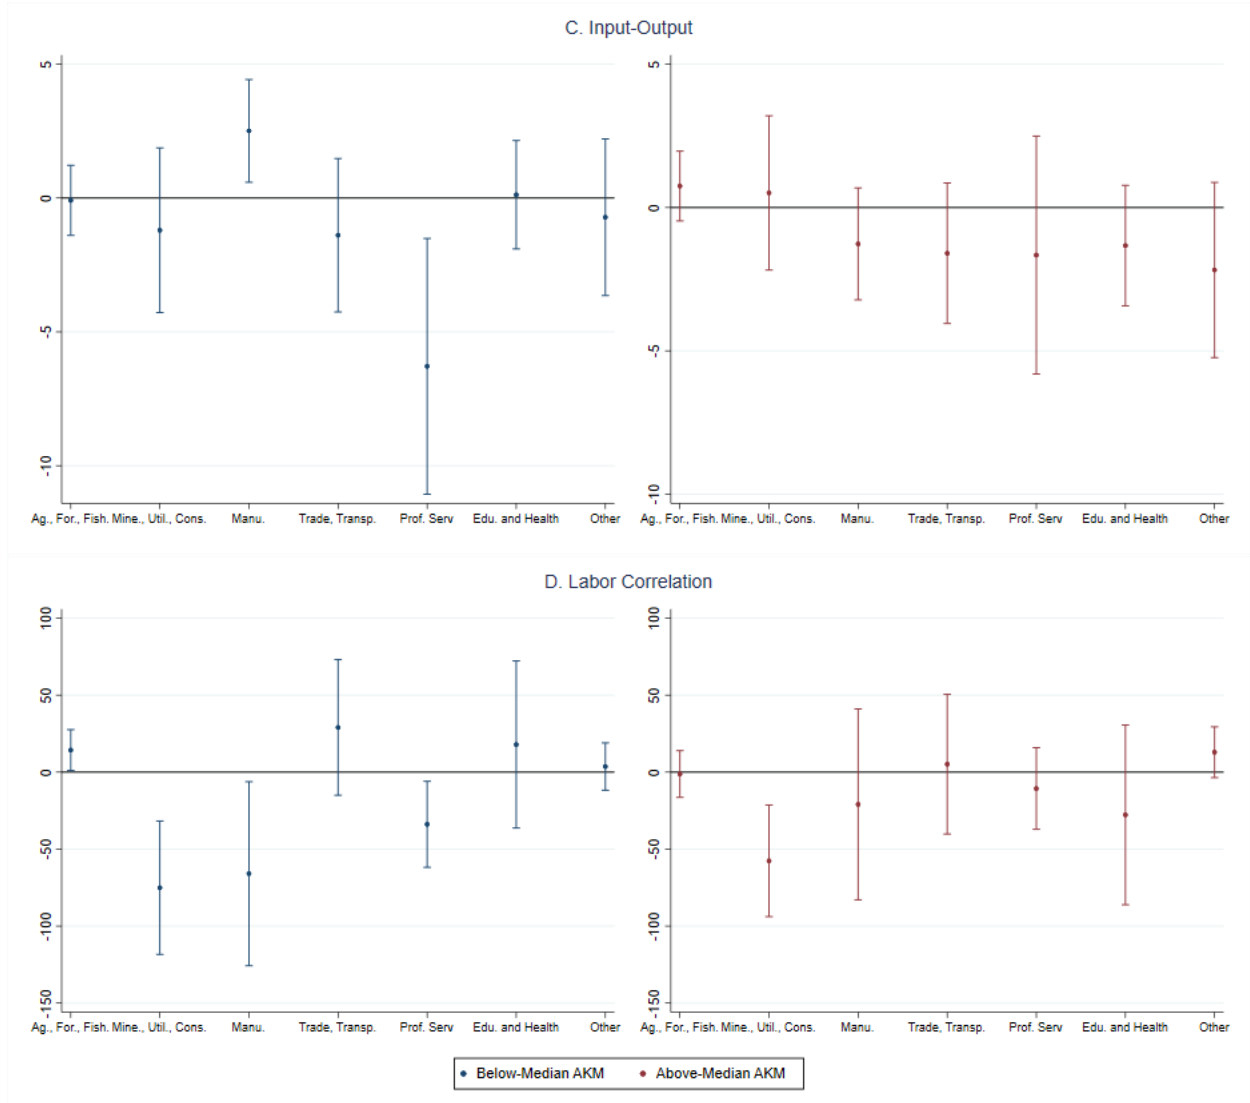 C. Input-Output
5
0
-5
-10
Ag., For., Fish. Mine., Util., Cons. Manu. Trade, Transp. Prof. Serv Edu. and Health Other
5
0
-5
-10
Ag., For., Fish. Mine., Util., Cons. Manu. Trade, Transp. Prof. Serv Edu. and Health Other
D. Labor Correlation
100
50
0
-50
-100
-150
Ag., For., Fish. Mine., Util., Cons. Manu. Trade, Transp. Prof. Serv Edu. and Health Other
100
50
0
-50
-100
-150
Ag., For., Fish. Mine., Util., Cons. Manu. Trade, Transp. Prof. Serv Edu. and Health Other
Below-Median AKM Above-Median AKM